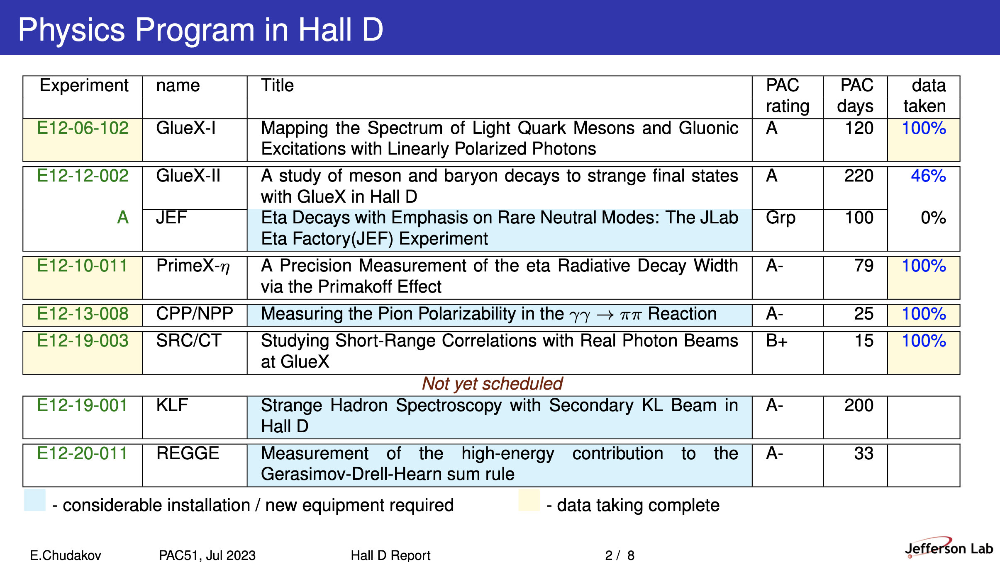 Physics Program in Hall D
Experiment name Title PAC PAC data
rating days taken
E12-06-102 GlueX-I Mapping the Spectrum of Light Quark Mesons and Gluonic A 120 100%
Excitations with Linearly Polarized Photons
E12-12-002 GlueX-II A study of meson and baryon decays to strange final states A 220 46%
with GlueX in Hall D
A JEF Eta Decays with Emphasis on Rare Neutral Modes: The JLab Grp 100 0%
Eta Factory(JEF) Experiment
E12-10-011 PrimeX-η A Precision Measurement of the eta Radiative Decay Width A- 79 100%
via the Primakoff Effect
E12-13-008 CPP/NPP Measuring the Pion Polarizability in the γγ → ππ Reaction A- 25 100%
E12-19-003 SRC/CT Studying Short-Range Correlations with Real Photon Beams B+ 15 100%
at GlueX
Not yet scheduled
E12-19-001 KLF Strange Hadron Spectroscopy with Secondary KL Beam in A- 200
Hall D
E12-20-011 REGGE Measurement of the high-energy contribution to the A- 33
Gerasimov-Drell-Hearn sum rule
- considerable installation / new equipment required - data taking complete
E.Chudakov PAC51, Jul 2023 Hall D Report 2 / 8 Jefferson Lab